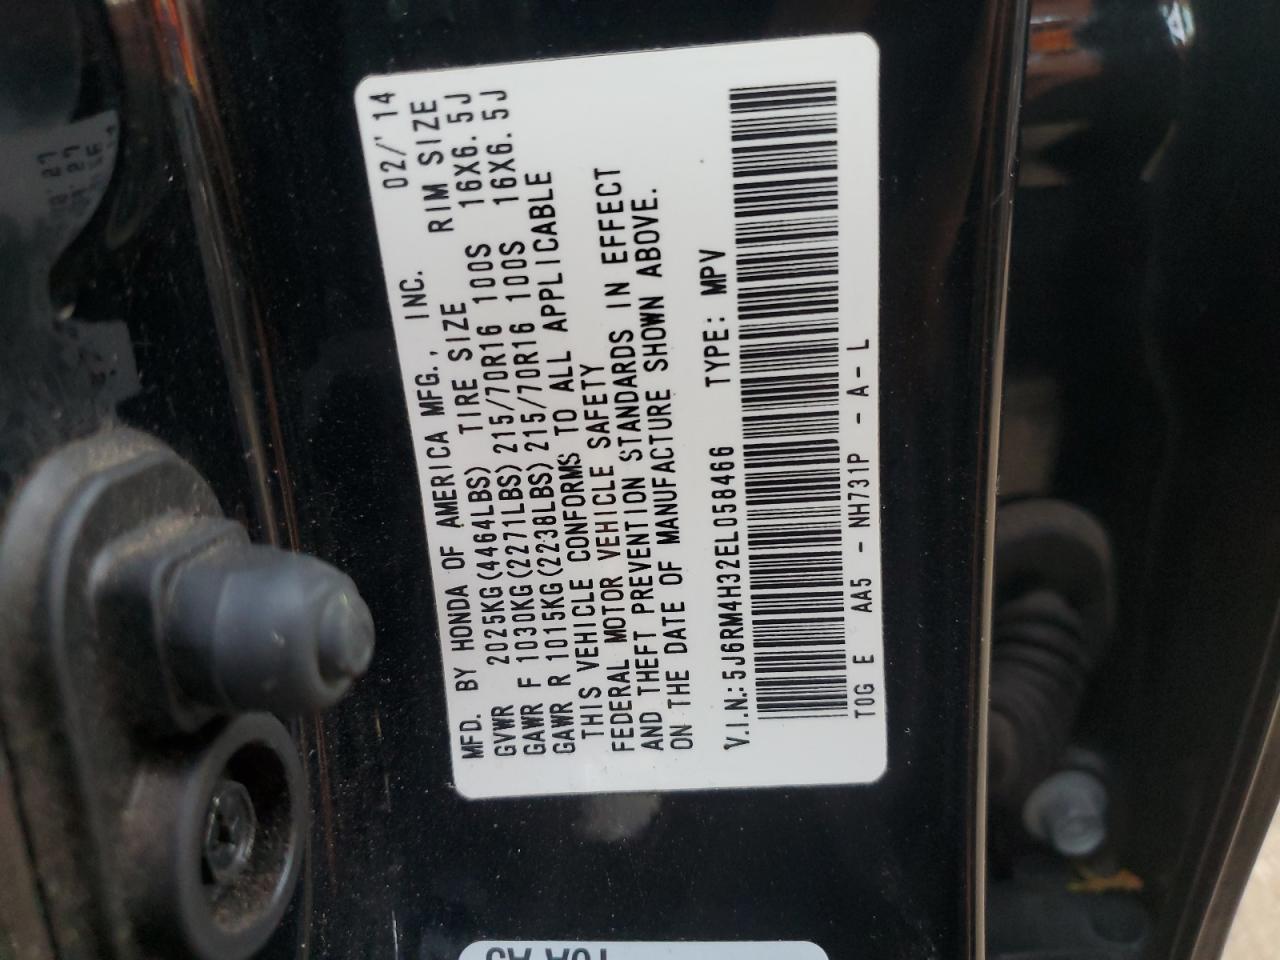 MFD. BY HONDA OF AMERICA MFG., INC. 02/'14
GVWR 2025KG(4464LBS) TIRE SIZE RIM SIZE
GAWR F 1030KG(2271LBS) 215/70R16 100S 16X6.5J
GAWR R 1015KG(2238LBS) 215/70R16 100S 16X6.5J
THIS VEHICLE CONFORMS TO ALL APPLICABLE
FEDERAL MOTOR VEHICLE SAFETY
AND THEFT PREVENTION STANDARDS IN EFFECT
ON THE DATE OF MANUFACTURE SHOWN ABOVE.
V.I.N.:5J6RM4H32EL058466 TYPE: MPV
T0G E AA5 - NH731P - A - L